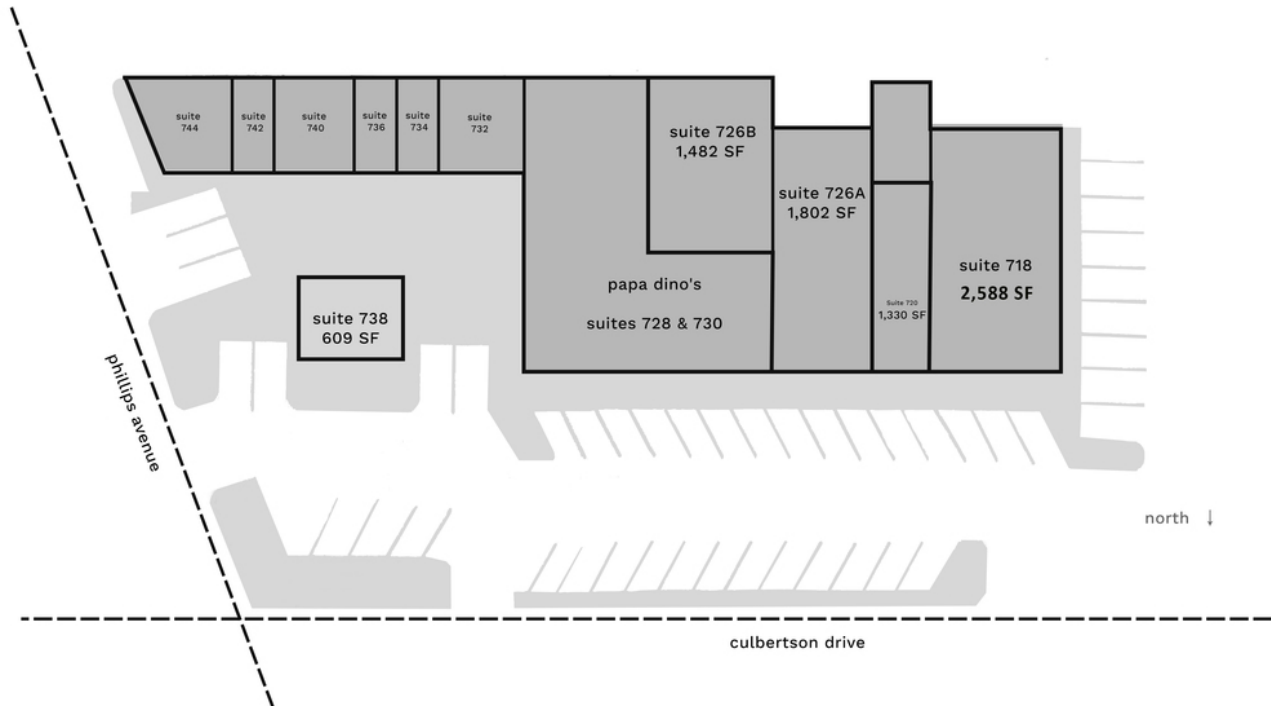 suite
744
suite
742
suite
740
suite
736
suite
734
suite
732
suite 726B
1,482 SF
suite 726A
1,802 SF
papa dino's
suites 728 & 730
Suite 720
1,330 SF
suite 718
2,588 SF
suite 738
609 SF
phillips avenue
north ↓
culbertson drive